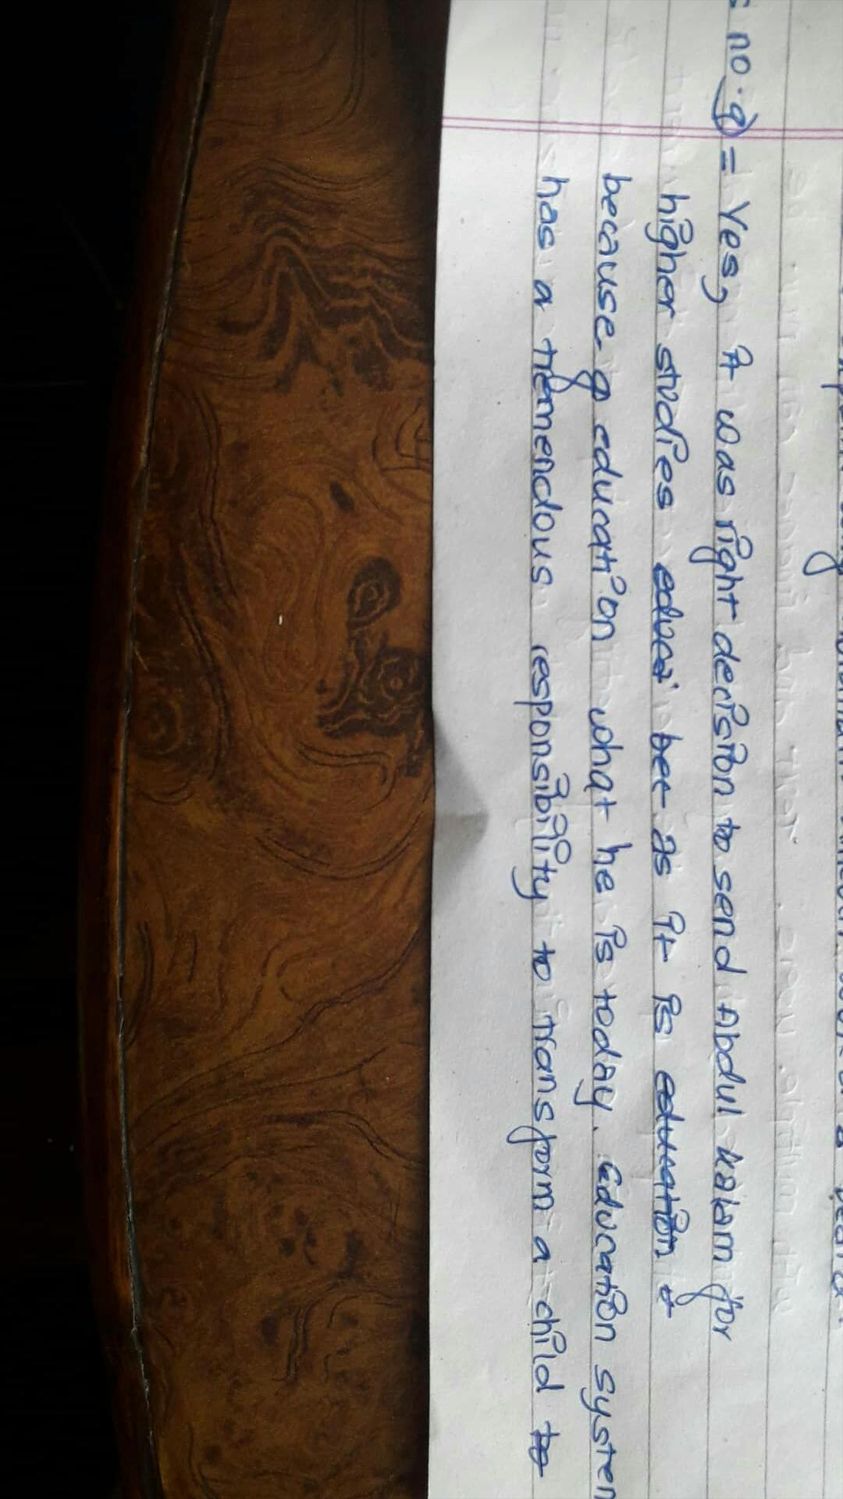 no. 9) = Yes, it was right decision to send Abdul Kalam for
higher studies educat bec as it is education t
because of education what he is today. Education system
has a tremendous responsibility to transform a child to